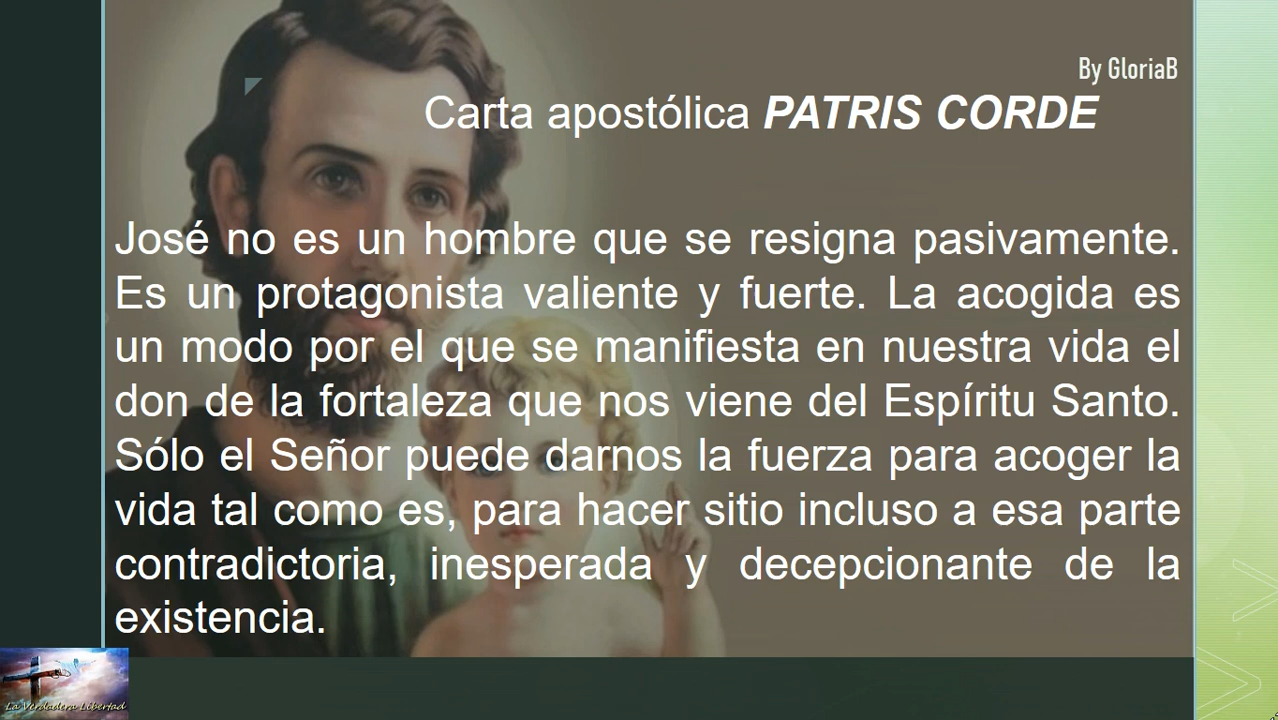 By GloriaB
Carta apostólica PATRIS CORDE
José no es un hombre que se resigna pasivamente.
Es un protagonista valiente y fuerte. La acogida es
un modo por el que se manifiesta en nuestra vida el
don de la fortaleza que nos viene del Espíritu Santo.
Sólo el Señor puede darnos la fuerza para acoger la
vida tal como es, para hacer sitio incluso a esa parte
contradictoria, inesperada y decepcionante de la
existencia.
La Verdadera Libertad